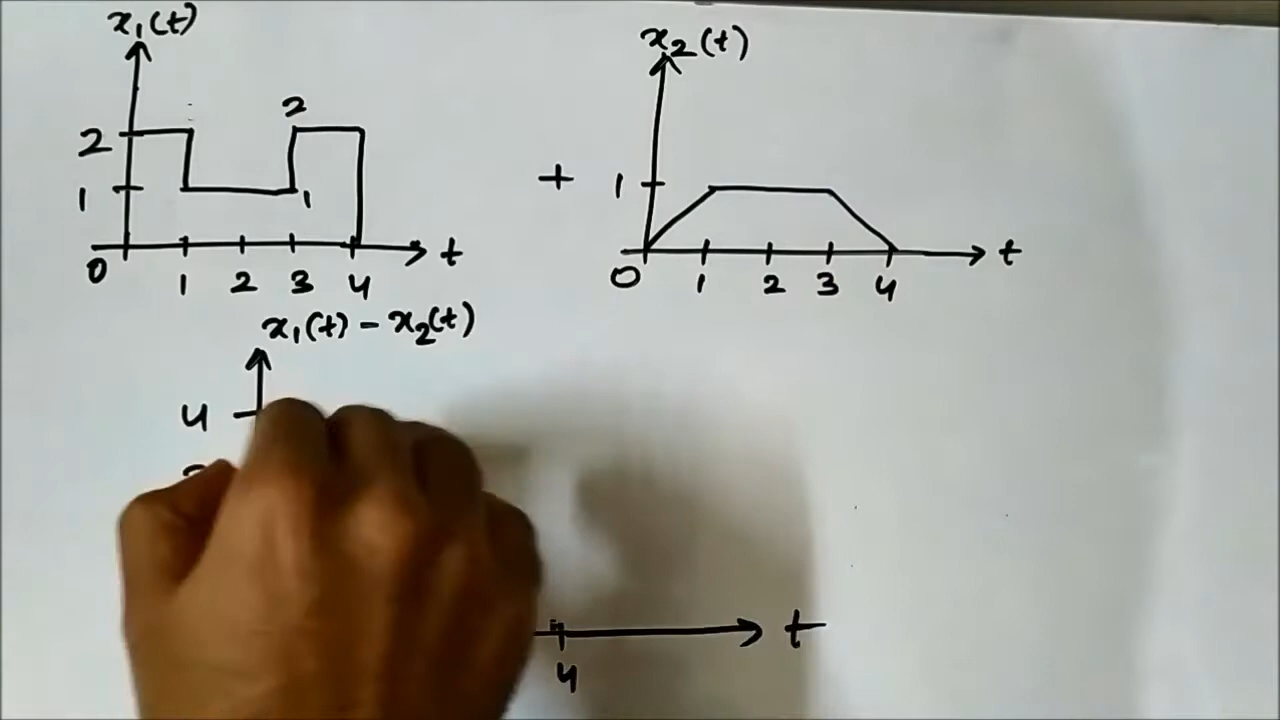 x₁(t)
2
2
1
1
0 1 2 3 4 t
+
x₂(t)
1
0 1 2 3 4 t
x₁(t) - x₂(t)
4
4 t